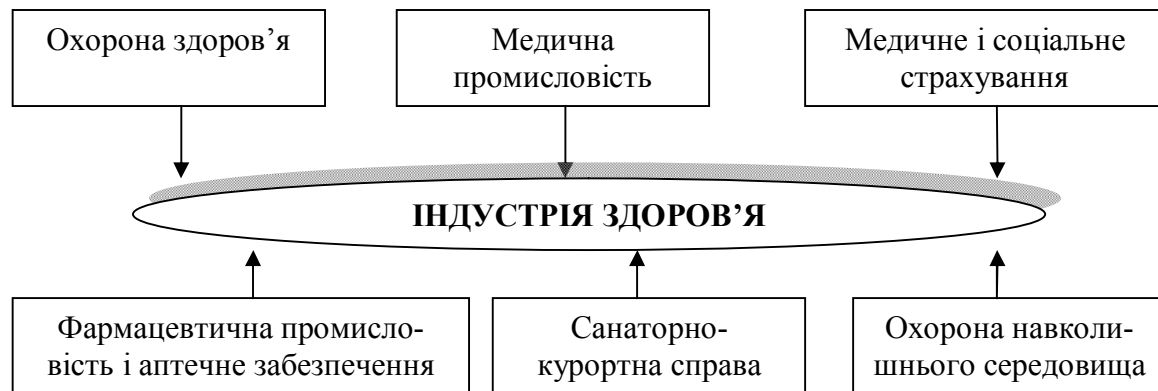 Охорона здоров’я
Медична
промисловість
Медичне і соціальне
страхування
ІНДУСТРІЯ ЗДОРОВ’Я
Фармацевтична промисло-
вість і аптечне забезпечення
Санаторно-
курортна справа
Охорона навколи-
шнього середовища